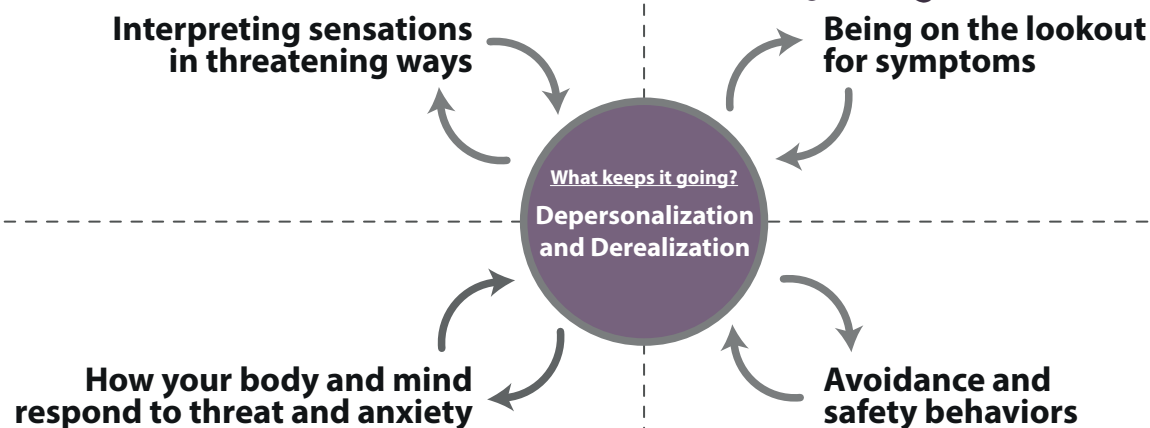 Interpreting sensations
in threatening ways
Being on the lookout
for symptoms
What keeps it going?
Depersonalization
and Derealization
How your body and mind
respond to threat and anxiety
Avoidance and
safety behaviors